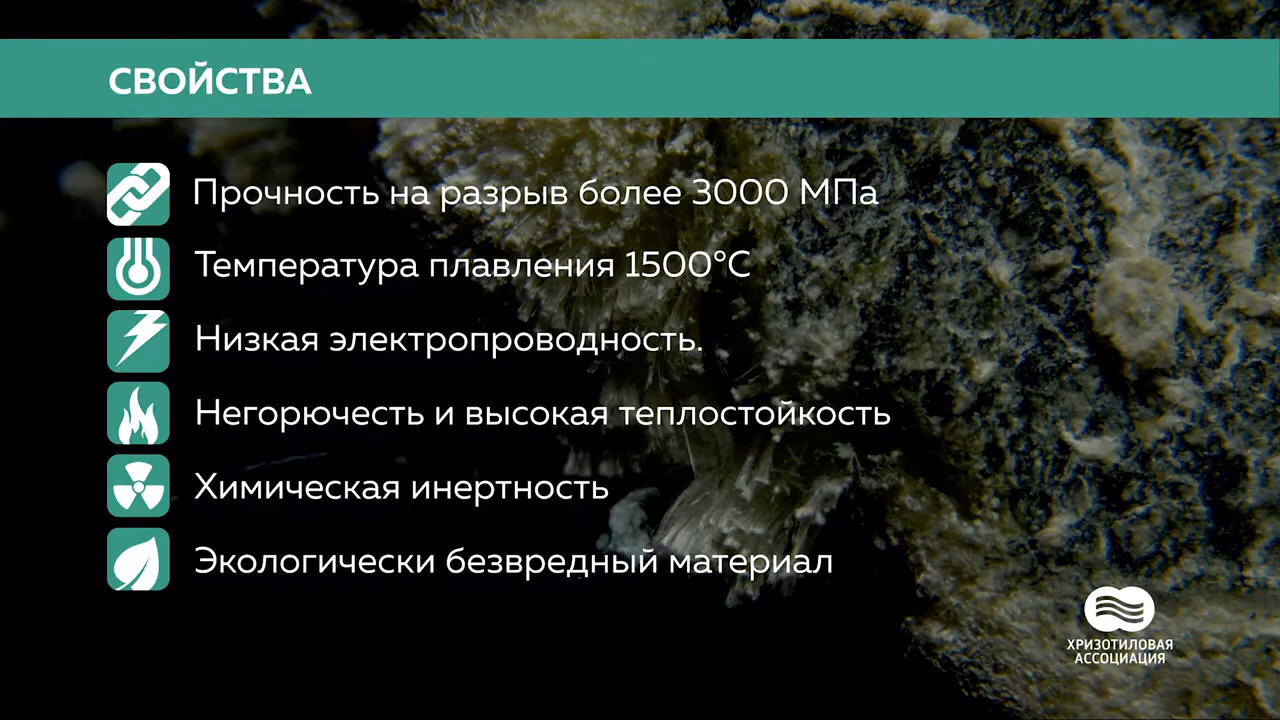 СВОЙСТВА
Прочность на разрыв более 3000 МПа
Температура плавления 1500°C
Низкая электропроводность.
Негорючесть и высокая теплостойкость
Химическая инертность
Экологически безвредный материал
ХРИЗОТИЛОВАЯ
АССОЦИАЦИЯ